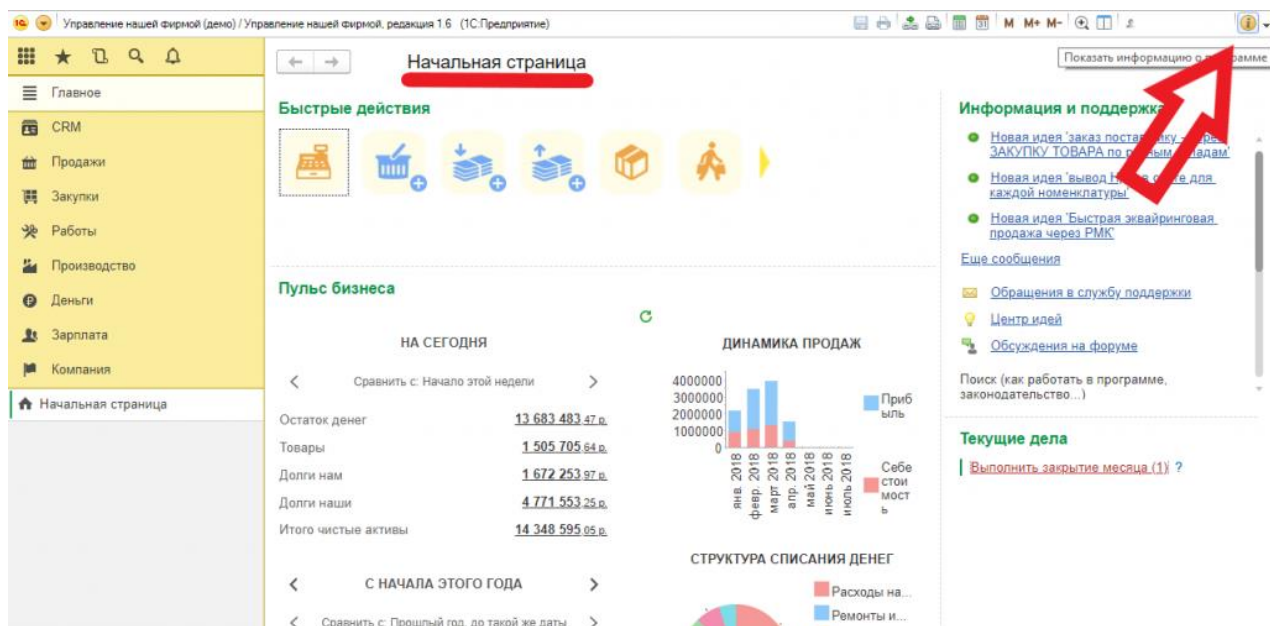 Управление нашей фирмой (демо) / Управление нашей фирмой, редакция 1.6 (1С:Предприятие)
M M+ M-
Показать информацию о программе
Начальная страница
Главное
CRM
Продажи
Закупки
Работы
Производство
Деньги
Зарплата
Компания
Начальная страница
Быстрые действия
Пульс бизнеса
НА СЕГОДНЯ
Сравнить с: Начало этой недели
Остаток денег 13 683 483,47 р.
Товары 1 505 705,64 р.
Долги нам 1 672 253,97 р.
Долги наши 4 771 553,25 р.
Итого чистые активы 14 348 595,05 р.
С НАЧАЛА ЭТОГО ГОДА
Сравнить с: Прошлый год, до такой же даты
ДИНАМИКА ПРОДАЖ
4000000
3000000
2000000
1000000
0
янв. 2018
февр. 2018
март 2018
апр. 2018
май 2018
июнь 2018
июль 2018
Приб
ыль
Себе
стои
мост
ь
СТРУКТУРА СПИСАНИЯ ДЕНЕГ
Расходы на...
Ремонты и...
Информация и поддержка
Новая идея 'заказ
ЗАКУПКУ ТОВАРА по
Новая идея 'вывод для
каждой номенклатуры'
Новая идея 'Быстрая эквайринговая
продажа через РМК'
Еще сообщения
Обращения в службу поддержки
Центр идей
Обсуждения на форуме
Поиск (как работать в программе,
законодательство...)
Текущие дела
Выполнить закрытие месяца (1) ?